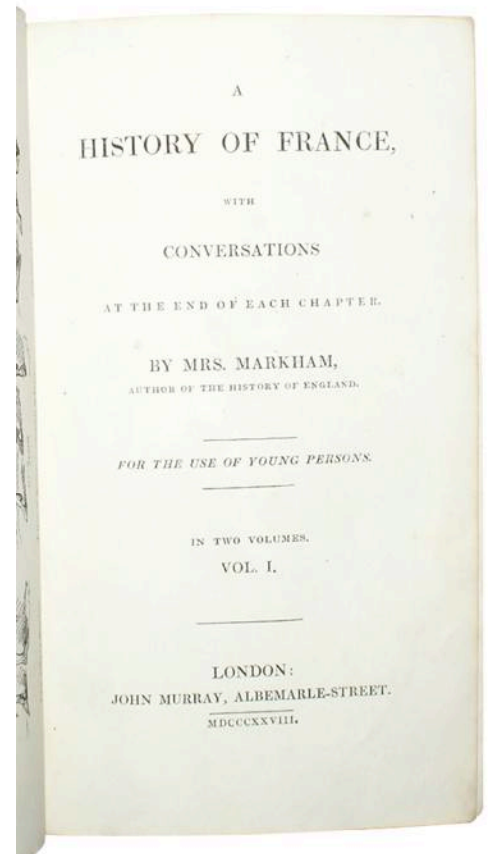 A
HISTORY OF FRANCE,
WITH
CONVERSATIONS
AT THE END OF EACH CHAPTER.
BY MRS. MARKHAM,
AUTHOR OF THE HISTORY OF ENGLAND.
FOR THE USE OF YOUNG PERSONS.
IN TWO VOLUMES.
VOL. I.
LONDON:
JOHN MURRAY, ALBEMARLE-STREET.
MDCCCXXVIII.